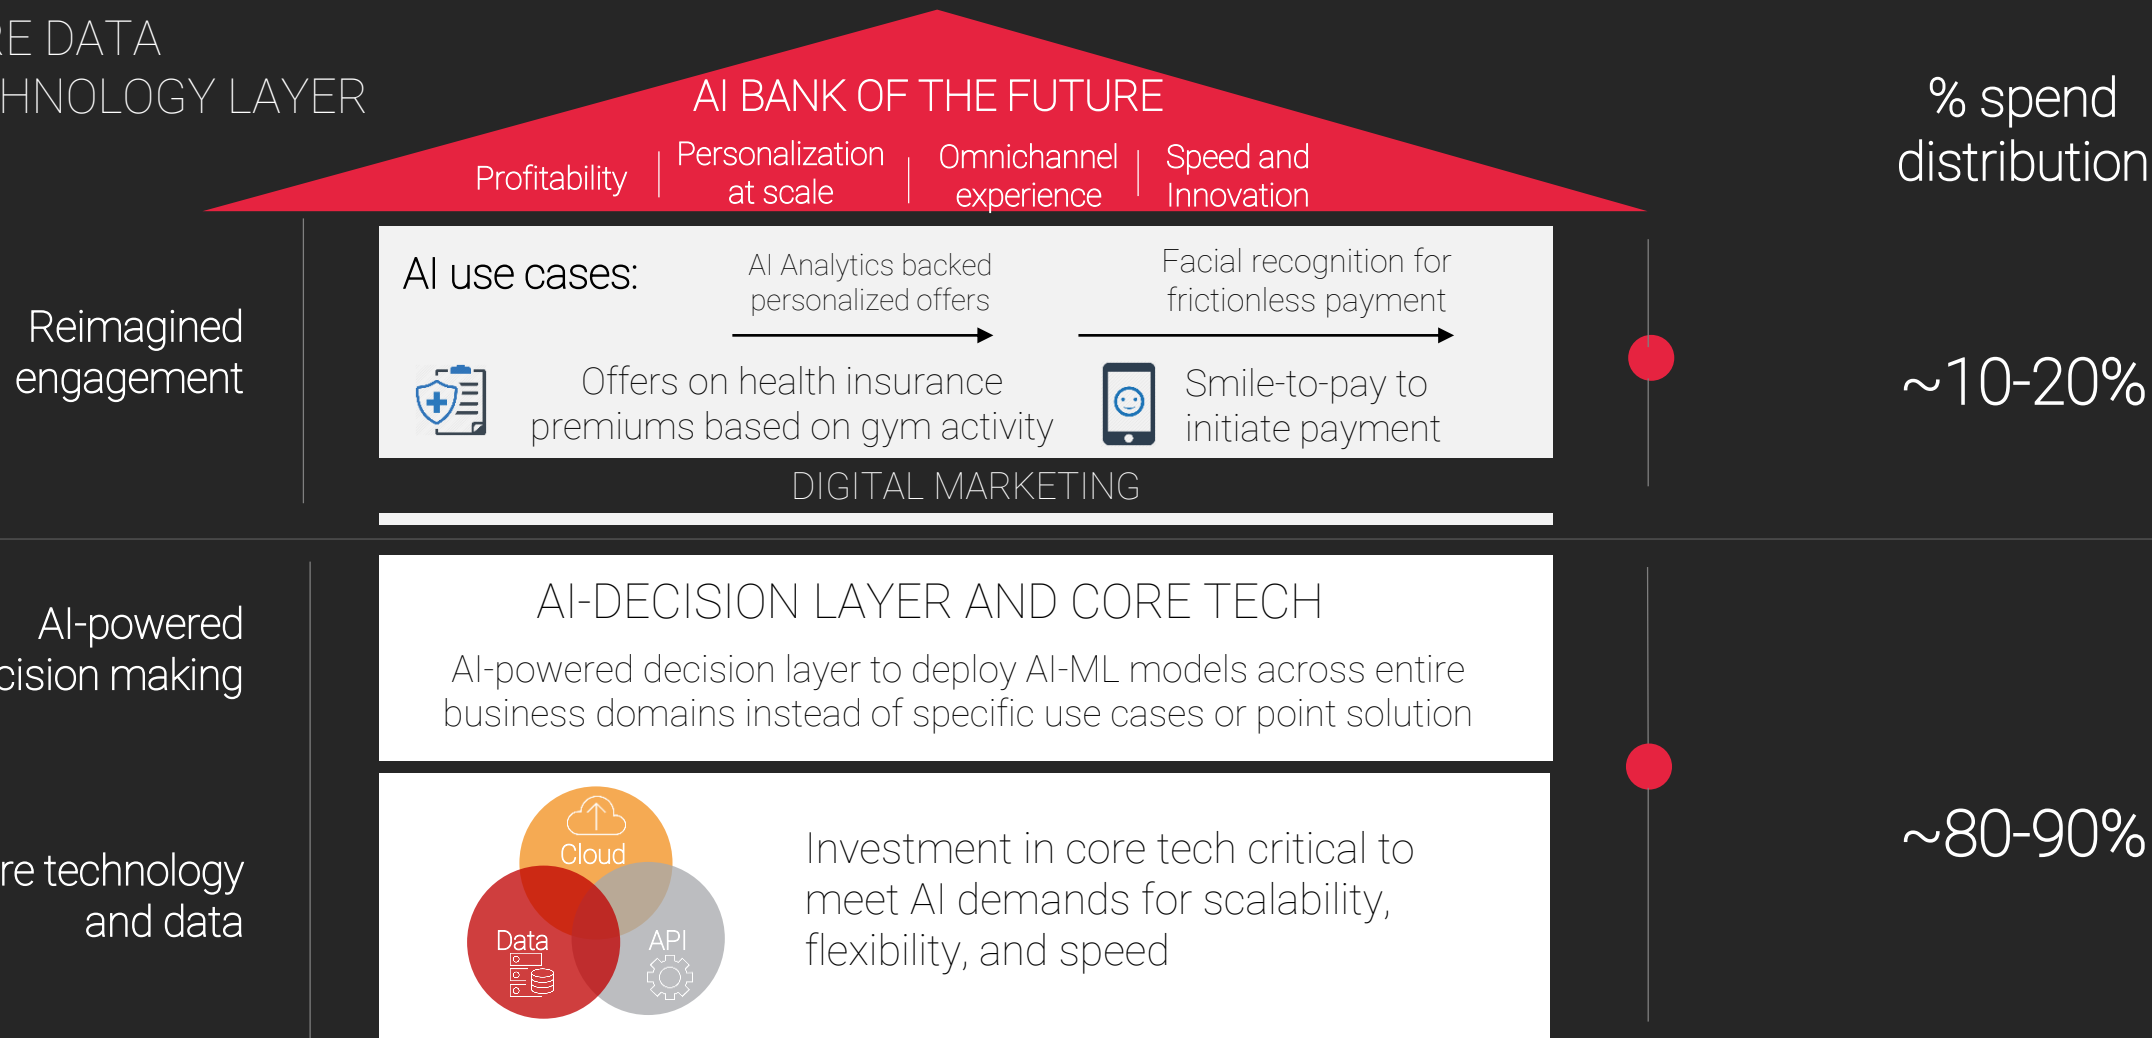 RE DATA
HNOLOGY LAYER
AI BANK OF THE FUTURE
Profitability
Personalization
at scale
Omnichannel
experience
Speed and
Innovation
% spend
distribution
Reimagined
engagement
AI use cases:
AI Analytics backed
personalized offers
Facial recognition for
frictionless payment
Offers on health insurance
premiums based on gym activity
Smile-to-pay to
initiate payment
~10-20%
DIGITAL MARKETING
AI-powered
cision making
AI-DECISION LAYER AND CORE TECH
AI-powered decision layer to deploy AI-ML models across entire
business domains instead of specific use cases or point solution
re technology
and data
Cloud
Data
API
Investment in core tech critical to
meet AI demands for scalability,
flexibility, and speed
~80-90%